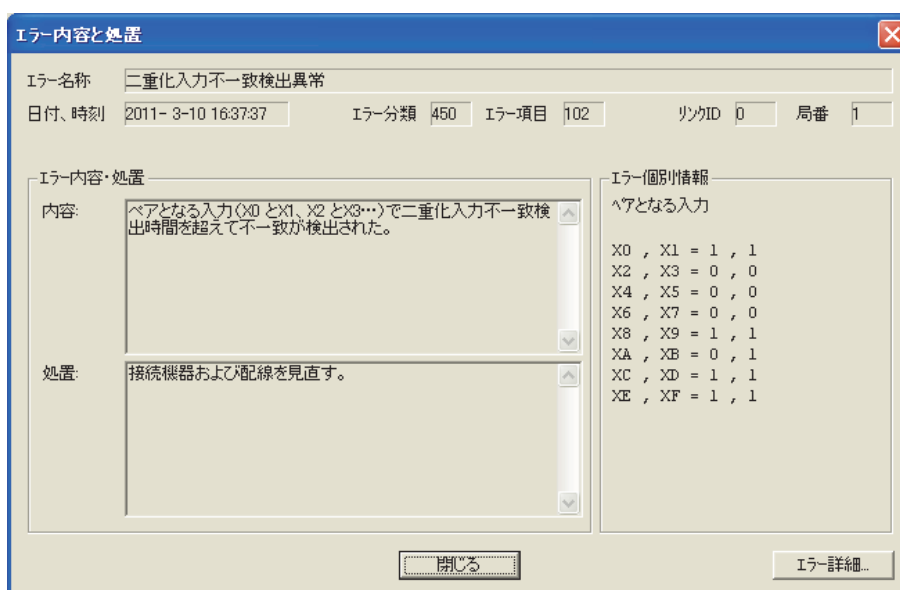 エラー内容と処置
エラー名称 二重化入力不一致検出異常
日付、時刻 2011- 3-10 16:37:37 エラー分類 450 エラー項目 102 リンクID 0 局番 1
エラー内容・処置
内容:
ペアとなる入力(X0 とX1、X2 とX3…)で二重化入力不一致検
出時間を超えて不一致が検出された。
処置:
接続機器および配線を見直す。
エラー個別情報
ペアとなる入力
X0 , X1 = 1 , 1
X2 , X3 = 0 , 0
X4 , X5 = 0 , 0
X6 , X7 = 0 , 0
X8 , X9 = 1 , 1
XA , XB = 0 , 1
XC , XD = 1 , 1
XE , XF = 1 , 1
閉じる
エラー詳細...